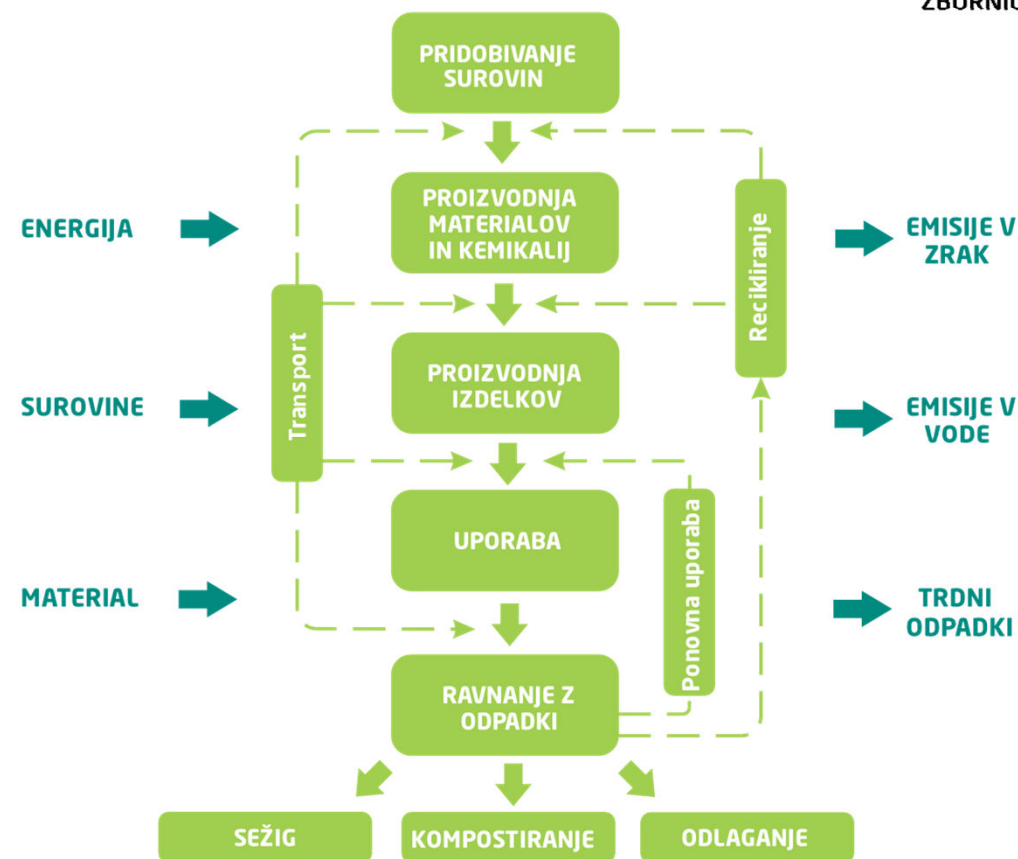 PRIDOBIVANJE
SUROVIN
ENERGIJA
PROIZVODNJA
MATERIALOV
IN KEMIKALIJ
Recikliranje
EMISIJE V
ZRAK
Transport
SUROVINE
PROIZVODNJA
IZDELKOV
EMISIJE V
VODE
MATERIAL
UPORABA
Ponovna uporaba
TRDNI
ODPADKI
RAVNANJE Z
ODPADKI
SEŽIG
KOMPOSTIRANJE
ODLAGANJE